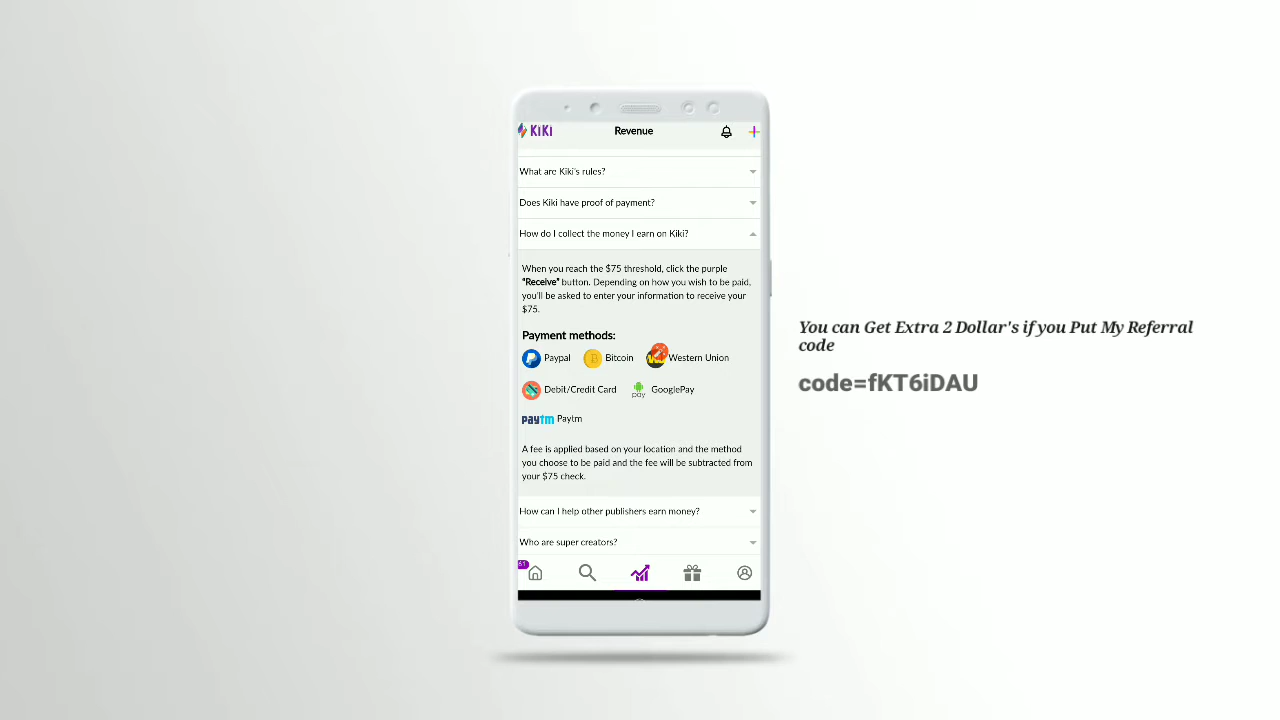 KiKi
Revenue
What are Kiki's rules?
Does Kiki have proof of payment?
How do I collect the money I earn on Kiki?
When you reach the $75 threshold, click the purple
"Receive" button. Depending on how you wish to be paid,
you'll be asked to enter your information to receive your
$75.
Payment methods:
Paypal Bitcoin Western Union
Debit/Credit Card pay GooglePay
paytm Paytm
A fee is applied based on your location and the method
you choose to be paid and the fee will be subtracted from
your $75 check.
How can I help other publishers earn money?
Who are super creators?
You can Get Extra 2 Dollar's if you Put My Referral
code
code=fKT6iDAU